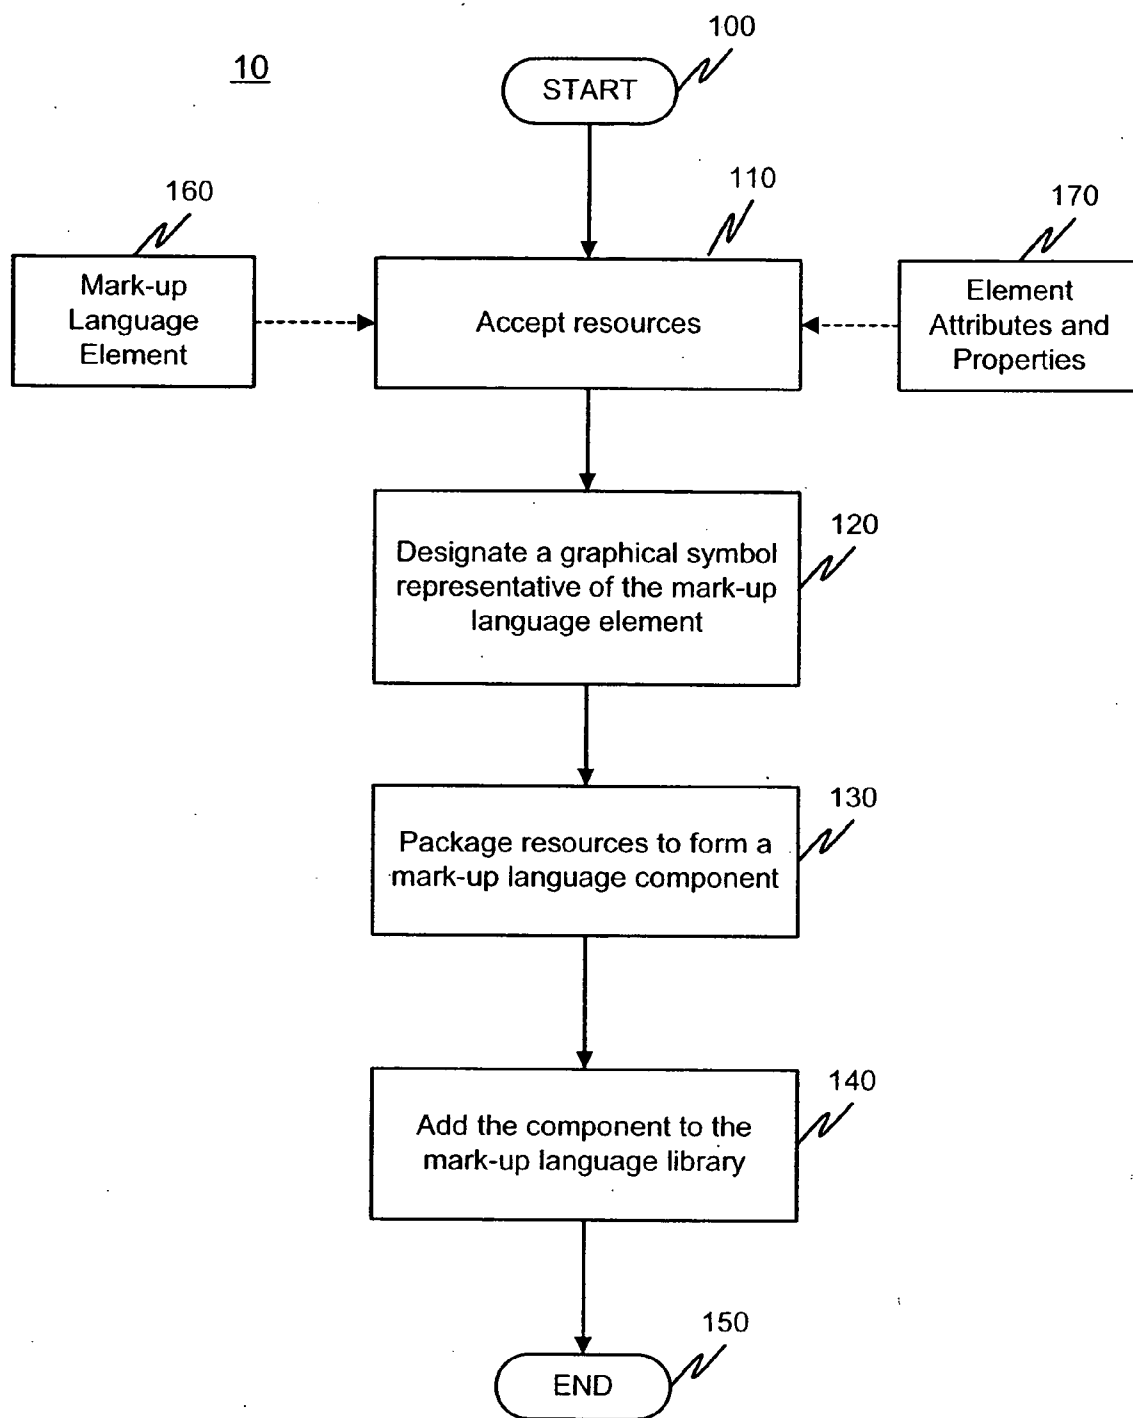 100
10
START
160
110
170
Mark-up
Language
Element
Accept resources
Element
Attributes and
Properties
120
Designate a graphical symbol
representative of the mark-up
language element
130
Package resources to form a
mark-up language component
140
Add the component to the
mark-up language library
150
END